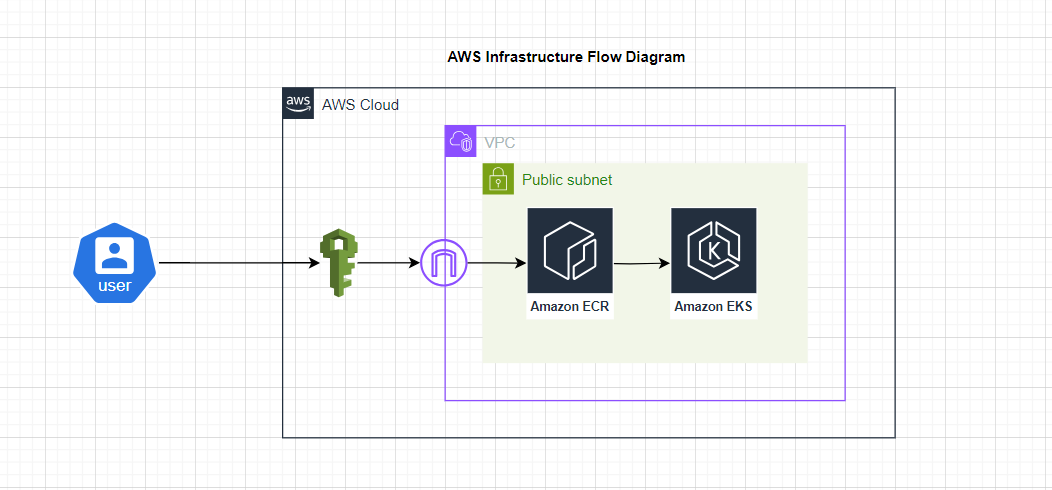 AWS Infrastructure Flow Diagram
aws
AWS Cloud
VPC
Public subnet
user
K
Amazon ECR
Amazon EKS